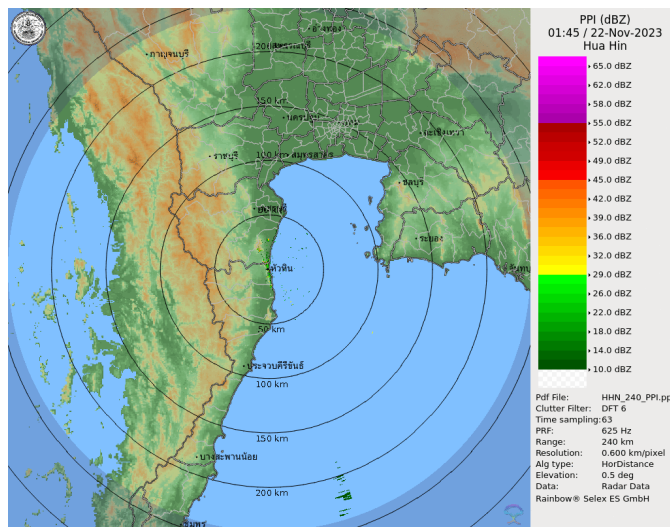 PPI (dBZ)
01:45 / 22-Nov-2023
Hua Hin
65.0 dBZ
62.0 dBZ
58.0 dBZ
55.0 dBZ
52.0 dBZ
49.0 dBZ
45.0 dBZ
42.0 dBZ
39.0 dBZ
36.0 dBZ
32.0 dBZ
29.0 dBZ
26.0 dBZ
22.0 dBZ
18.0 dBZ
14.0 dBZ
10.0 dBZ
Pdf File: HHN_240_PPI.pp
Clutter Filter: DFT 6
Time sampling:63
PRF: 625 Hz
Range: 240 km
Resolution: 0.600 km/pixel
Alg type: HorDistance
Elevation: 0.5 deg
Data: Radar Data
Rainbow® Selex ES GmbH
อ่างทอง
กาญจนบุรี
150 km
นครปฐม
ฉะเชิงเทรา
ราชบุรี
100 km
สมุทรสาคร
ชลบุรี
ระยอง
หัวหิน
50 km
ประจวบคีรีขันธ์
100 km
150 km
บางสะพานน้อย
200 km
ชุมพร